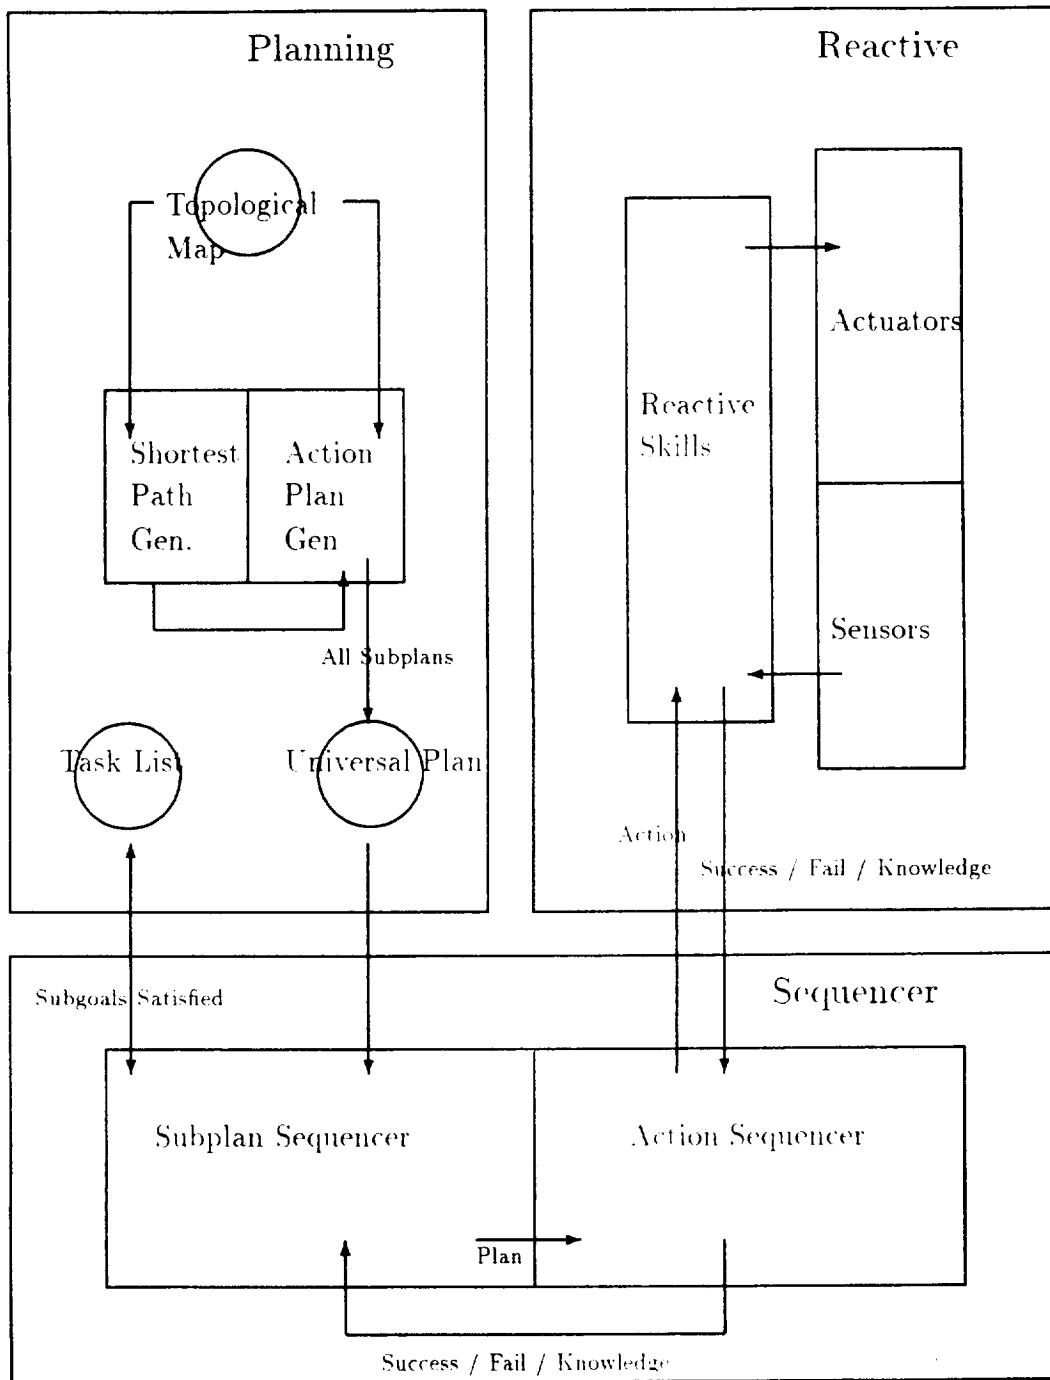 Planning
Topological
Map
Shortest
Path
Gen.
Action
Plan
Gen
All Subplans
Task List
Universal Plan
Reactive
Actuators
Reactive
Skills
Sensors
Action
Success / Fail / Knowledge
Subgoals Satisfied
Sequencer
Subplan Sequencer
Action Sequencer
Plan
Success / Fail / Knowledge